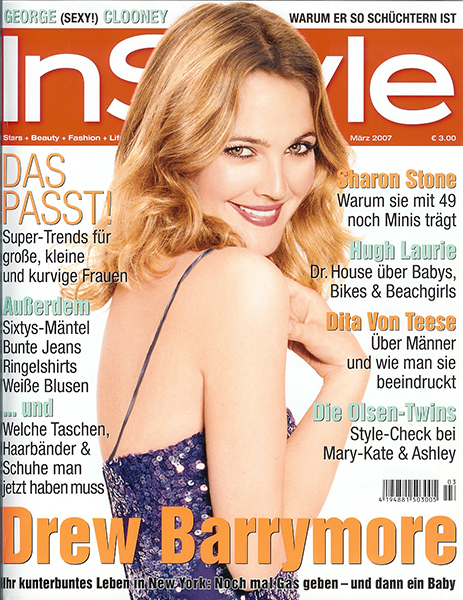 GEORGE (SEXY!) CLOONEY
WARUM ER SO SCHÜCHTERN IST
InStyle
Stars + Beauty + Fashion + Li
März 2007
€ 3.00
DAS
PASST!
Super-Trends für
große, kleine
und kurvige Frauen
Außerdem
Sixtys-Mäntel
Bunte Jeans
Ringelshirts
Weiße Blusen
... und
Welche Taschen,
Haarbänder &
Schuhe man
jetzt haben muss
Sharon Stone
Warum sie mit 49
noch Minis trägt
Hugh Laurie
Dr. House über Babys,
Bikes & Beachgirls
Dita Von Teese
Über Männer
und wie man sie
beeindruckt
Die Olsen-Twins
Style-Check bei
Mary-Kate & Ashley
03
4 194881 503005
Drew Barrymore
Ihr kunterbuntes Leben in New York: Noch mal Gas geben – und dann ein Baby